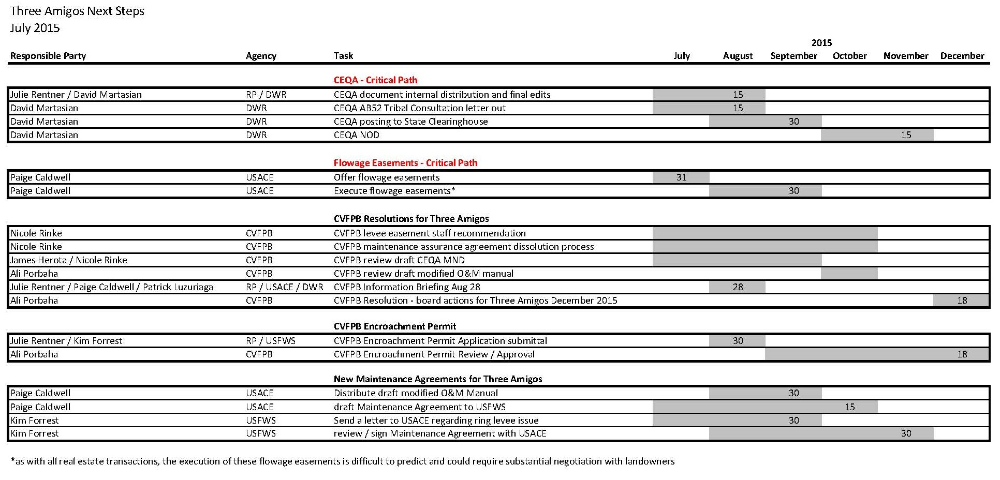 Three Amigos Next Steps
July 2015
2015
Responsible Party Agency Task July August September October November December
CEQA - Critical Path
Julie Rentner / David Martasian RP / DWR CEQA document internal distribution and final edits 15
David Martasian DWR CEQA AB52 Tribal Consultation letter out 15
David Martasian DWR CEQA posting to State Clearinghouse 30
David Martasian DWR CEQA NOD 15
Flowage Easements - Critical Path
Paige Caldwell USACE Offer flowage easements 31
Paige Caldwell USACE Execute flowage easements* 30
CVFPB Resolutions for Three Amigos
Nicole Rinke CVFPB CVFPB levee easement staff recommendation
Nicole Rinke CVFPB CVFPB maintenance assurance agreement dissolution process
James Herota / Nicole Rinke CVFPB CVFPB review draft CEQA MND
Ali Porbaha CVFPB CVFPB review draft modified O&M manual
Julie Rentner / Paige Caldwell / Patrick Luzuriaga RP / USACE / DWR CVFPB Information Briefing Aug 28 28
Ali Porbaha CVFPB CVFPB Resolution - board actions for Three Amigos December 2015 18
CVFPB Encroachment Permit
Julie Rentner / Kim Forrest RP / USFWS CVFPB Encroachment Permit Application submittal 30
Ali Porbaha CVFPB CVFPB Encroachment Permit Review / Approval 18
New Maintenance Agreements for Three Amigos
Paige Caldwell USACE Distribute draft modified O&M Manual 30
Paige Caldwell USACE draft Maintenance Agreement to USFWS 15
Kim Forrest USFWS Send a letter to USACE regarding ring levee issue 30
Kim Forrest USFWS review / sign Maintenance Agreement with USACE 30
*as with all real estate transactions, the execution of these flowage easements is difficult to predict and could require substantial negotiation with landowners